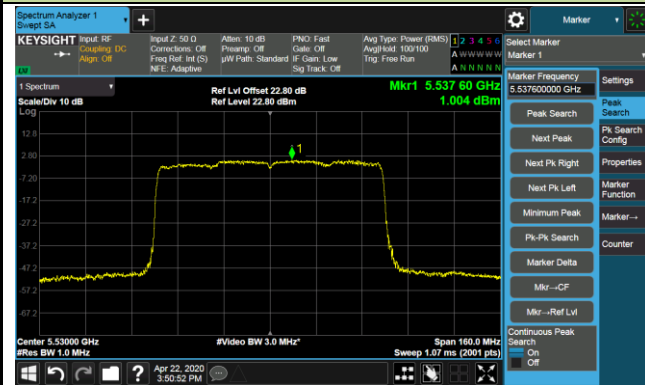 Spectrum Analyzer 1
Swept SA
Marker
KEYSIGHT
Input: RF
Coupling: DC
Align: Off
Input Z: 50 Ω
Corrections: Off
Freq Ref: Int (S)
NFE: Adaptive
Atten: 10 dB
Preamp: Off
µW Path: Standard
PNO: Fast
Gate: Off
IF Gain: Low
Sig Track: Off
Avg Type: Power (RMS)
Avg|Hold: 100/100
Trig: Free Run
1 2 3 4 5 6
A W W W W W
A N N N N N
Select Marker
Marker 1
1 Spectrum
Scale/Div 10 dB
Log
Ref Lvl Offset 22.80 dB
Ref Level 22.80 dBm
Mkr1 5.537 60 GHz
1.004 dBm
12.8
2.80
-7.20
-17.2
-27.2
-37.2
-47.2
-57.2
-67.2
1
Center 5.53000 GHz
#Res BW 1.0 MHz
#Video BW 3.0 MHz*
Span 160.0 MHz
Sweep 1.07 ms (2001 pts)
Marker Frequency
5.537600000 GHz
Peak Search
Next Peak
Next Pk Right
Next Pk Left
Minimum Peak
Pk-Pk Search
Marker Delta
Mkr→CF
Mkr→Ref Lvl
Continuous Peak
Search
On
Off
Settings
Peak
Search
Pk Search
Config
Properties
Marker
Function
Marker→
Counter
Apr 22, 2020
3:50:52 PM